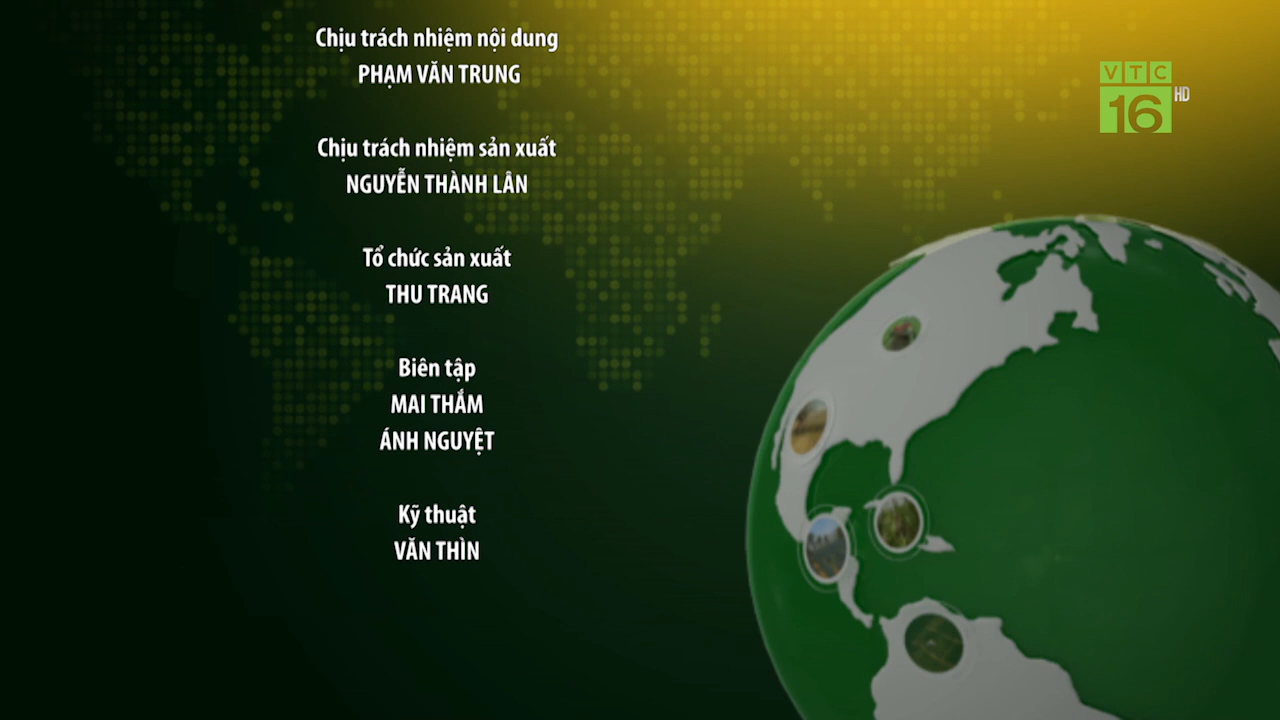 Chịu trách nhiệm nội dung
PHẠM VĂN TRUNG
Chịu trách nhiệm sản xuất
NGUYỄN THÀNH LÂN
Tổ chức sản xuất
THU TRANG
Biên tập
MAI THẮM
ÁNH NGUYỆT
Kỹ thuật
VĂN THÌN
VTC
16
HD